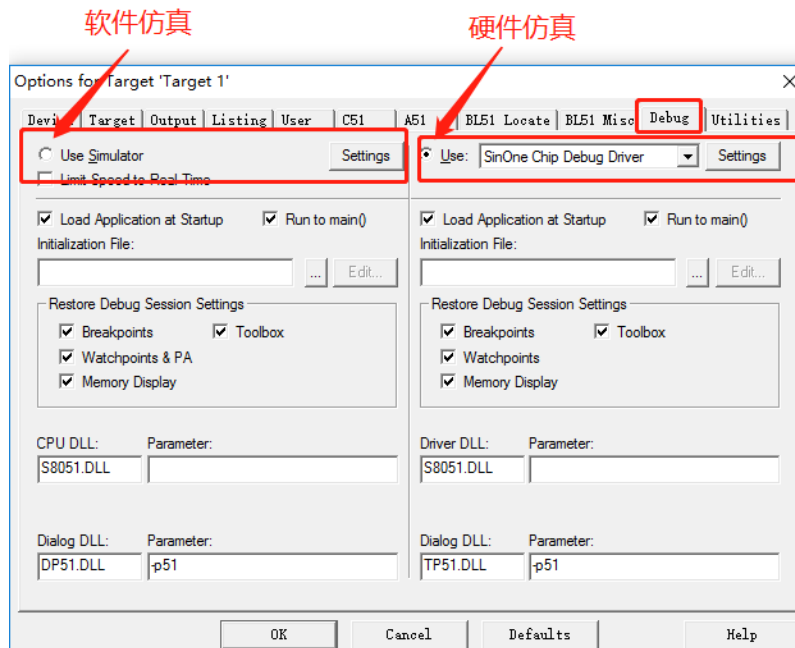 软件仿真
硬件仿真
Options for Target 'Target 1'
Device Target Output Listing User C51 A51 BL51 Locate BL51 Misc Debug Utilities
Use Simulator Settings Use: SinOne Chip Debug Driver Settings
Limit Speed to Real-Time
Load Application at Startup Run to main() Load Application at Startup Run to main()
Initialization File: Initialization File:
... Edit... ... Edit...
Restore Debug Session Settings Restore Debug Session Settings
Breakpoints Toolbox Breakpoints Toolbox
Watchpoints & PA Watchpoints
Memory Display Memory Display
CPU DLL: Parameter: Driver DLL: Parameter:
S8051.DLL S8051.DLL
Dialog DLL: Parameter: Dialog DLL: Parameter:
DP51.DLL -p51 TP51.DLL -p51
OK Cancel Defaults Help